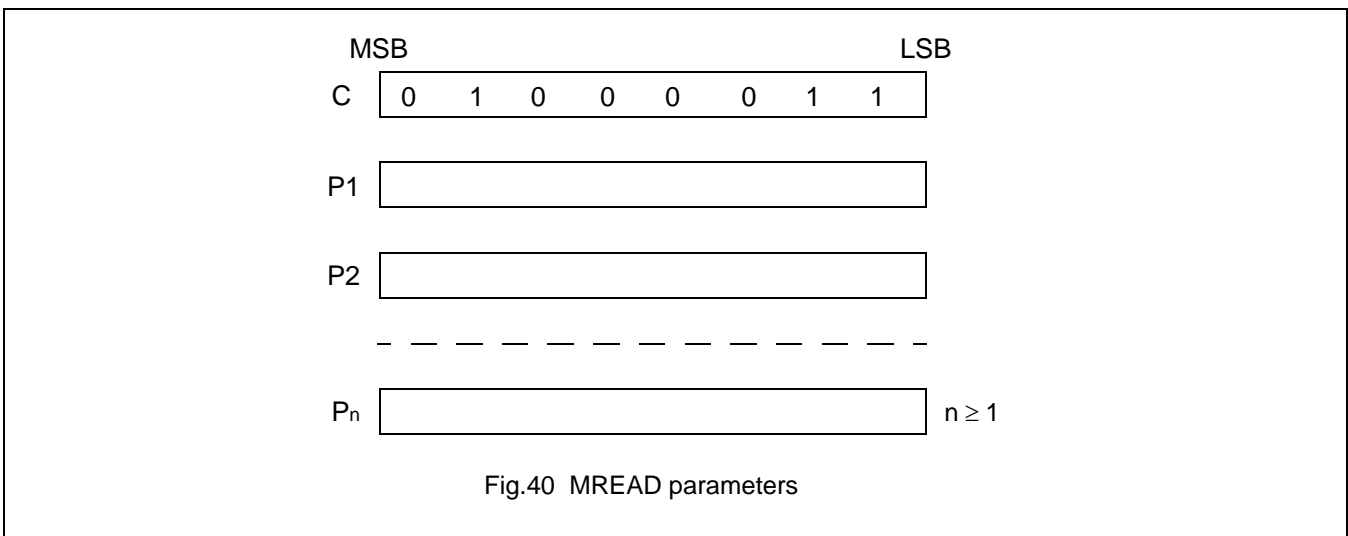 MSB LSB
C 0 1 0 0 0 0 1 1
P1
P2
Pn n ≥ 1
Fig.40 MREAD parameters